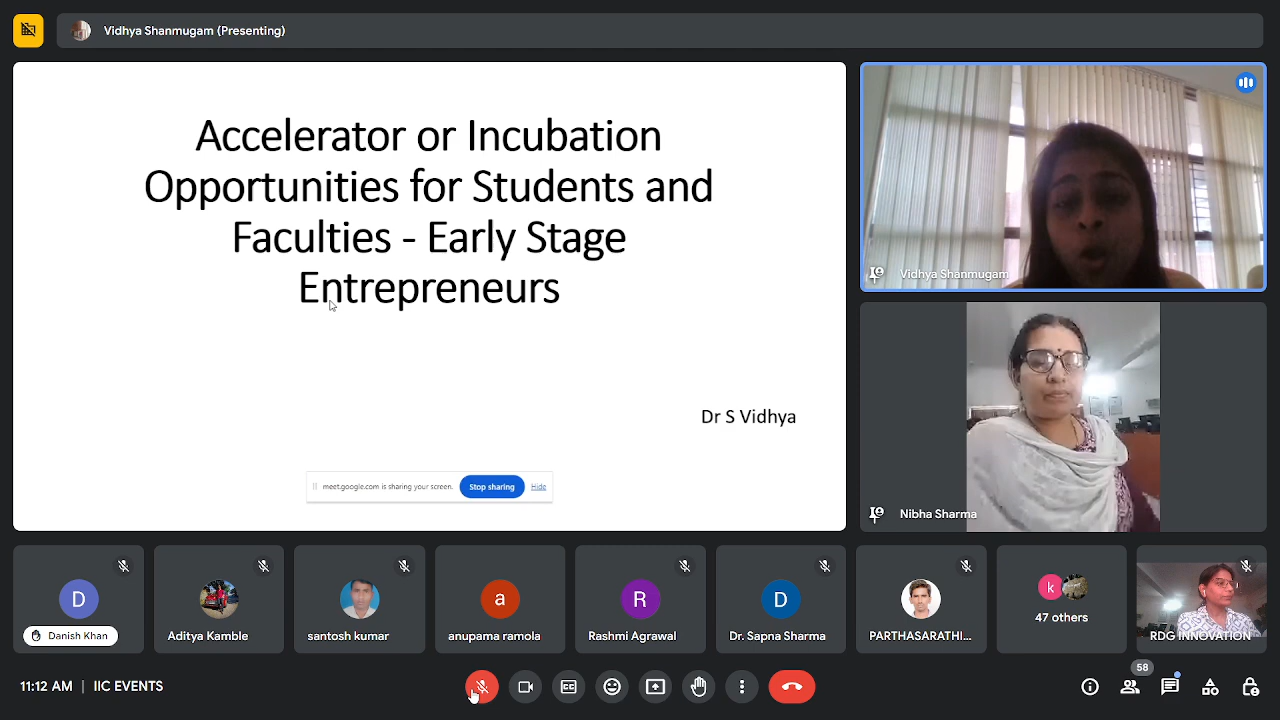 Vidhya Shanmugam (Presenting)
Accelerator or Incubation
Opportunities for Students and
Faculties - Early Stage
Entrepreneurs
Dr S Vidhya
meet.google.com is sharing your screen.
Stop sharing
Hide
Vidhya Shanmugam
Nibha Sharma
D
Danish Khan
Aditya Kamble
santosh kumar
a
anupama ramola
R
Rashmi Agrawal
D
Dr. Sapna Sharma
PARTHASARATHI...
k
47 others
RDG INNOVATION
11:12 AM | IIC EVENTS
58